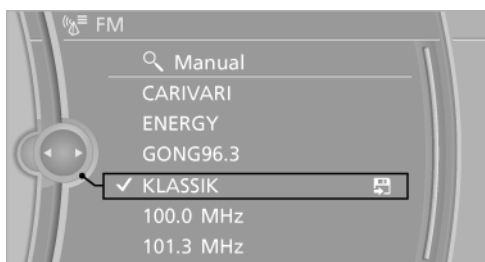 FM
Manual
CARIVARI
ENERGY
GONG96.3
KLASSIK
100.0 MHz
101.3 MHz